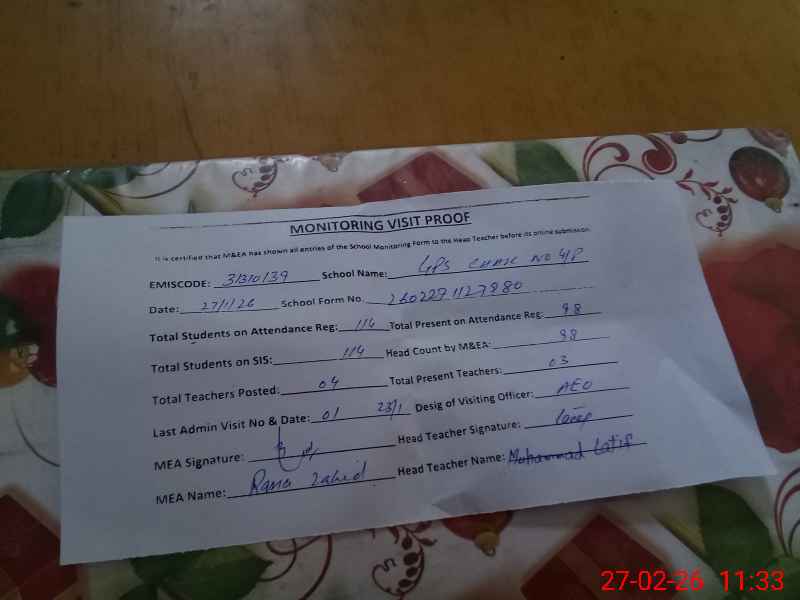 MONITORING VISIT PROOF
It is certified that M&EA has shown all entries of the School Monitoring Form to the Head Teacher before its online submission.
EMISCODE: 31310139 School Name: GPS CHAK NO 4/P
Date: 27/1/26 School Form No. 2602271127880
Total Students on Attendance Reg: 114 Total Present on Attendance Reg: 98
Total Students on SIS: 114 Head Count by M&EA: 98
Total Teachers Posted: 04 Total Present Teachers: 03
Last Admin Visit No & Date: 01 23/1 Desig of Visiting Officer: AEO
MEA Signature: Head Teacher Signature:
MEA Name: Rana Zahid Head Teacher Name: Mohammad Latif
27-02-26 11:33